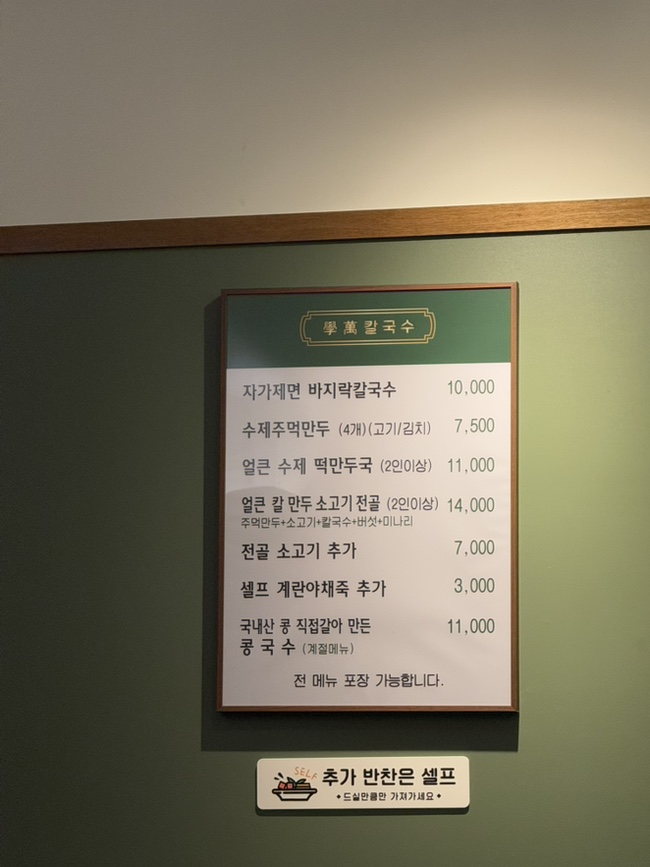 學萬칼국수
자가제면 바지락칼국수 10,000
수제주먹만두 (4개)(고기/김치) 7,500
얼큰 수제 떡만두국 (2인이상) 11,000
얼큰 칼 만두 소고기 전골 (2인이상) 14,000
주먹만두+소고기+칼국수+버섯+미나리
전골 소고기 추가 7,000
셀프 계란야채죽 추가 3,000
국내산 콩 직접갈아 만든 11,000
콩국수 (계절메뉴)
전 메뉴 포장 가능합니다.
SELF 추가 반찬은 셀프
드실만큼만 가져가세요